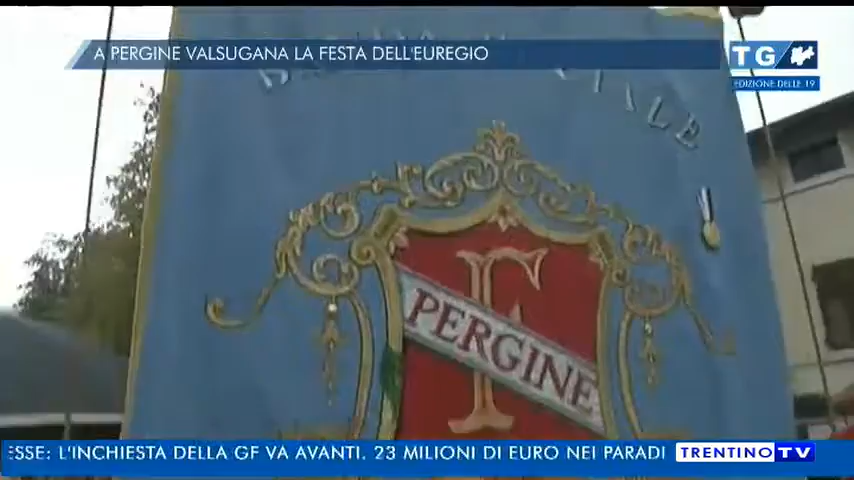 A PERGINE VALSUGANA LA FESTA DELL'EUREGIO
TG
EDIZIONE DELLE 19
PERGINE
ESSE: L'INCHIESTA DELLA GF VA AVANTI. 23 MILIONI DI EURO NEI PARADI
TRENTINO TV